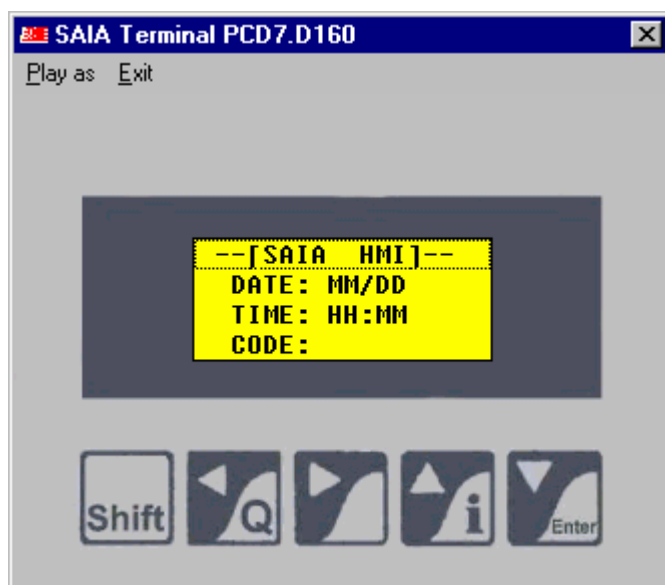 SAIA Terminal PCD7.D160
Play as Exit
--[SAIA HMI]--
DATE: MM/DD
TIME: HH:MM
CODE:
Shift Q i Enter